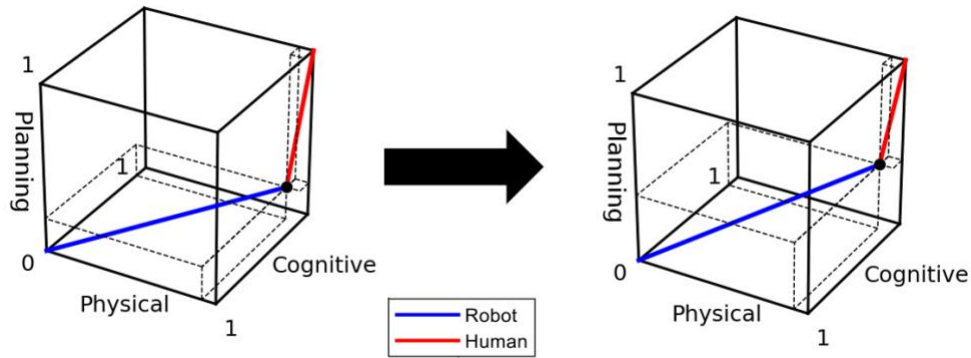 1
Planning
1
0
Physical
Cognitive
1
1
Planning
1
0
Physical
Cognitive
1
Robot
Human